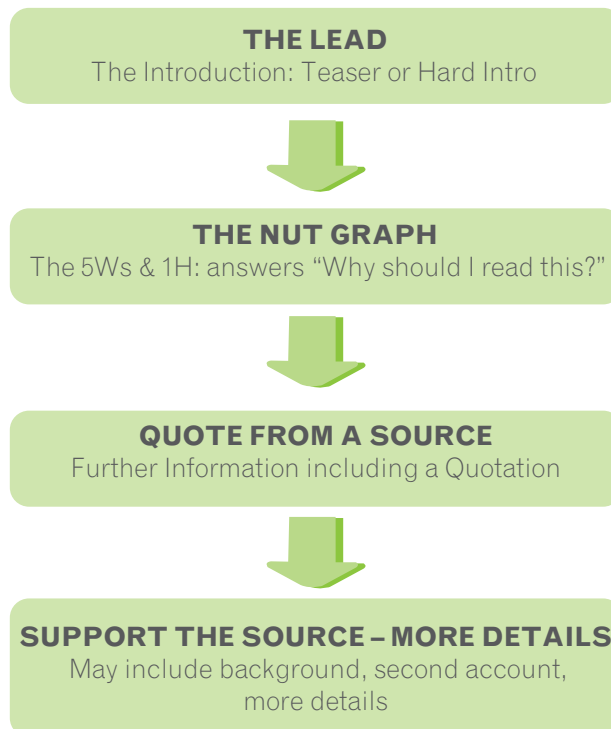 THE LEAD
The Introduction: Teaser or Hard Intro
THE NUT GRAPH
The 5Ws & 1H: answers “Why should I read this?”
QUOTE FROM A SOURCE
Further Information including a Quotation
SUPPORT THE SOURCE – MORE DETAILS
May include background, second account,
more details